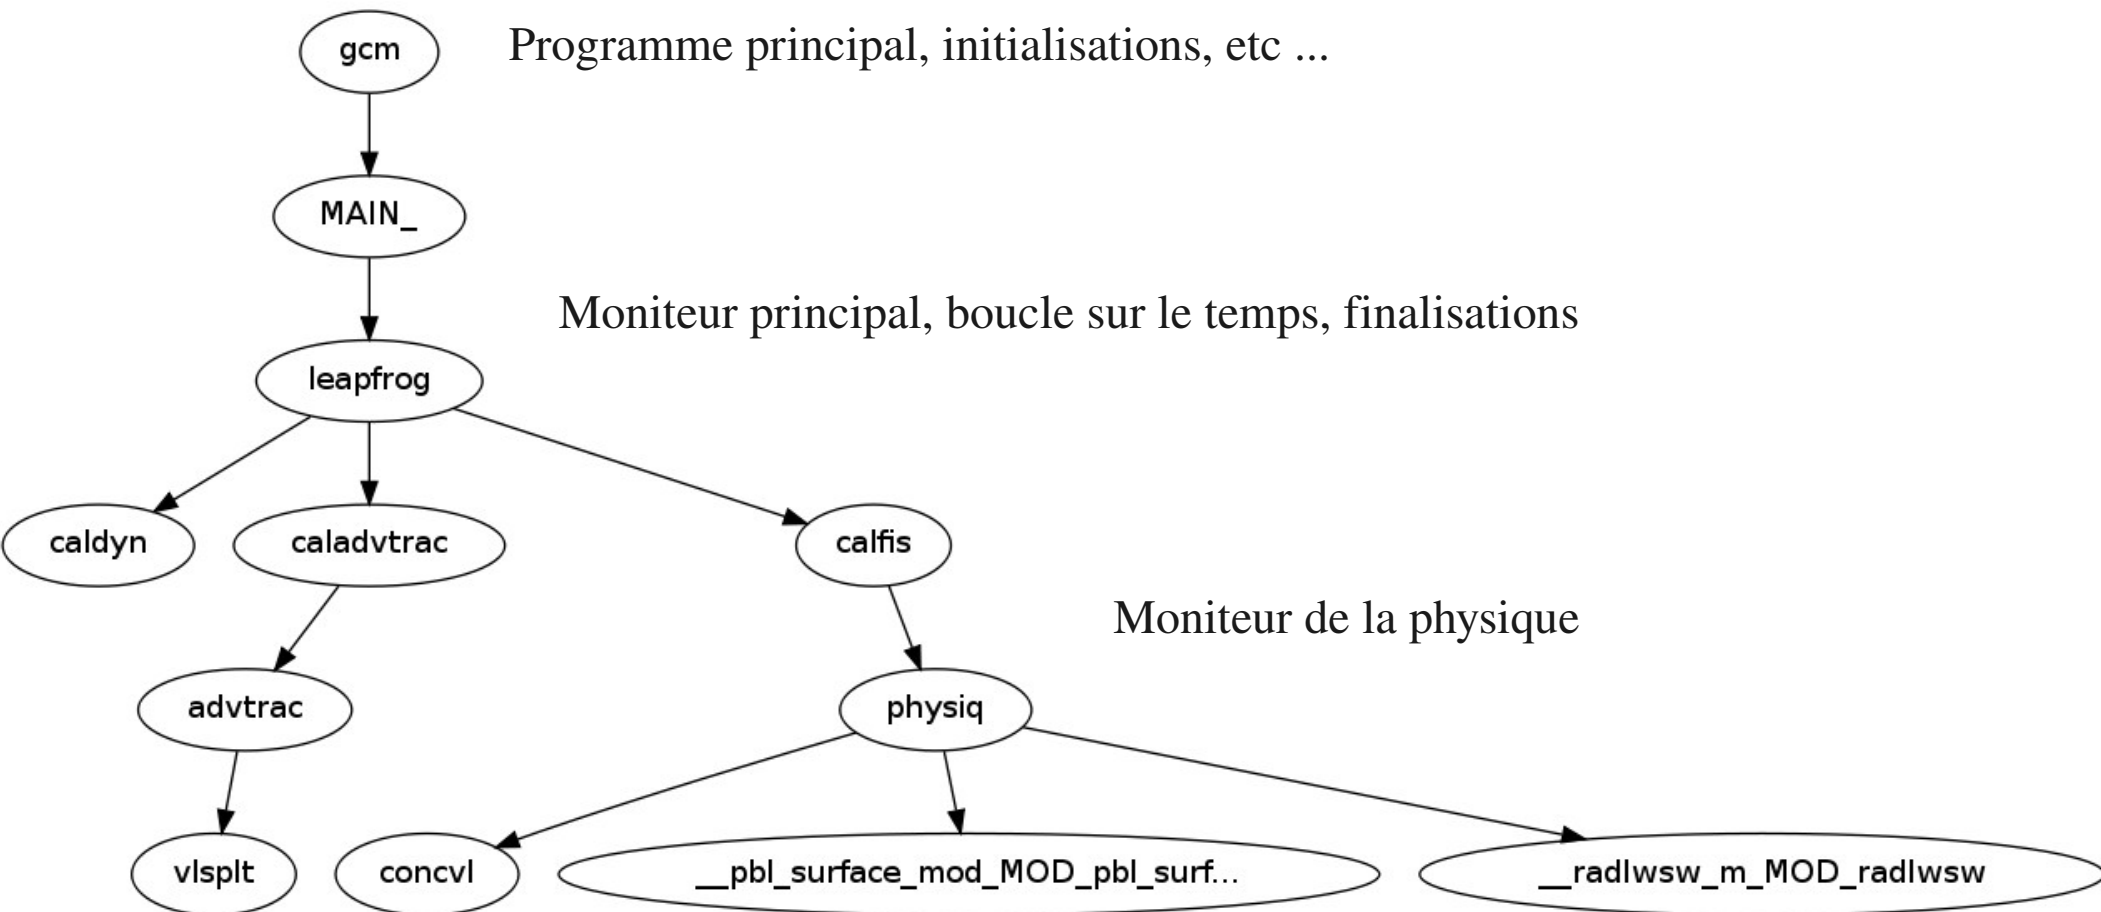 gcm
Programme principal, initialisations, etc ...
MAIN_
Moniteur principal, boucle sur le temps, finalisations
leapfrog
caldyn
caladvtrac
calfis
Moniteur de la physique
advtrac
physiq
vlsplt
concvl
__pbl_surface_mod_MOD_pbl_surf...
__radlwsw_m_MOD_radlwsw